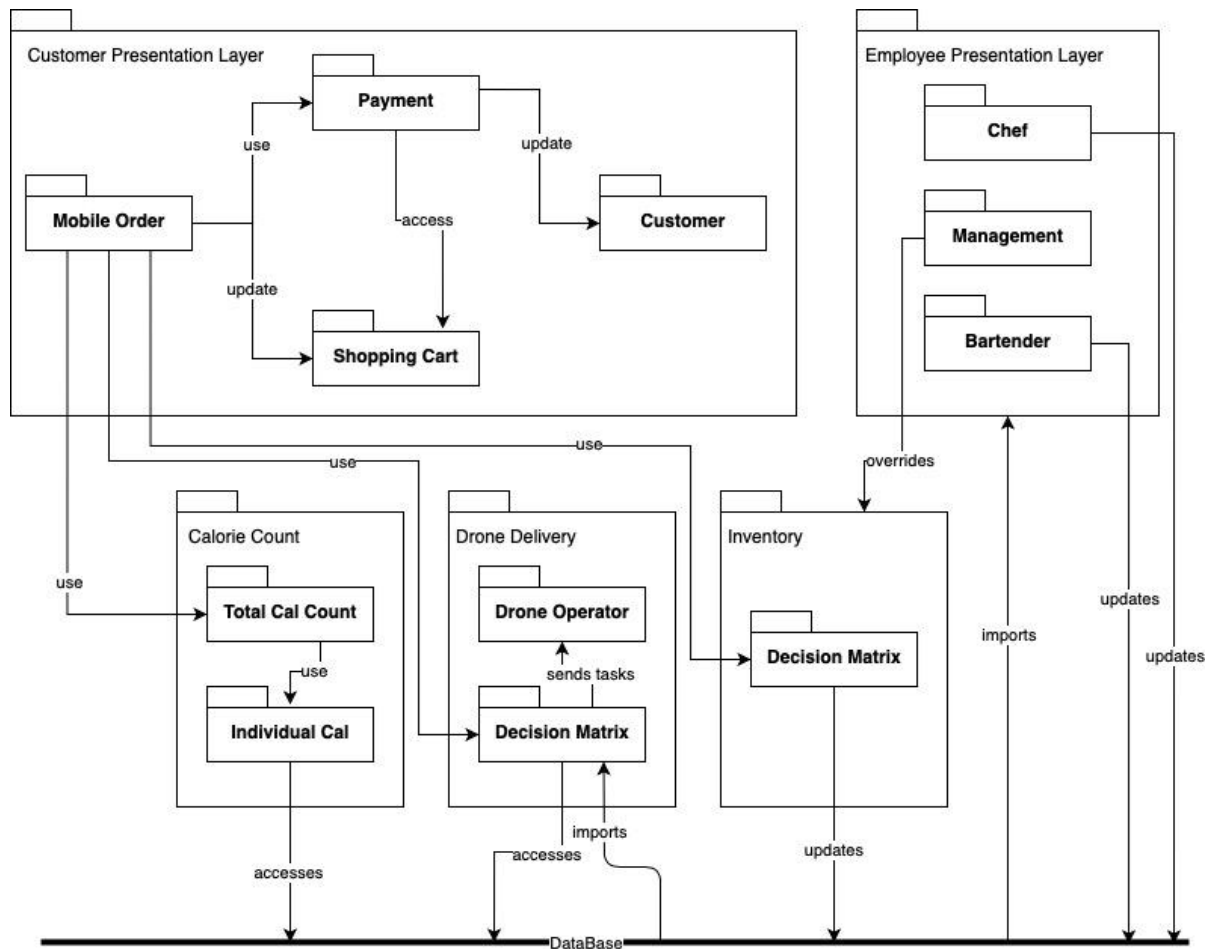 Customer Presentation Layer
Employee Presentation Layer
Payment
Chef
use
update
Mobile Order
access
Customer
Management
update
Shopping Cart
Bartender
use
use
overrides
Calorie Count
Drone Delivery
Inventory
use
Total Cal Count
Drone Operator
updates
imports
Decision Matrix
updates
use
sends tasks
Individual Cal
Decision Matrix
imports
accesses
updates
accesses
DataBase